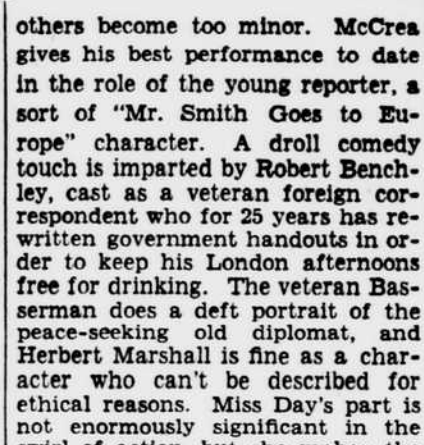 others become too minor. McCrea
gives his best performance to date
in the role of the young reporter, a
sort of "Mr. Smith Goes to Eu-
rope" character. A droll comedy
touch is imparted by Robert Bench-
ley, cast as a veteran foreign cor-
respondent who for 25 years has re-
written government handouts in or-
der to keep his London afternoons
free for drinking. The veteran Bas-
serman does a deft portrait of the
peace-seeking old diplomat, and
Herbert Marshall is fine as a char-
acter who can't be described for
ethical reasons. Miss Day's part is
not enormously significant in the